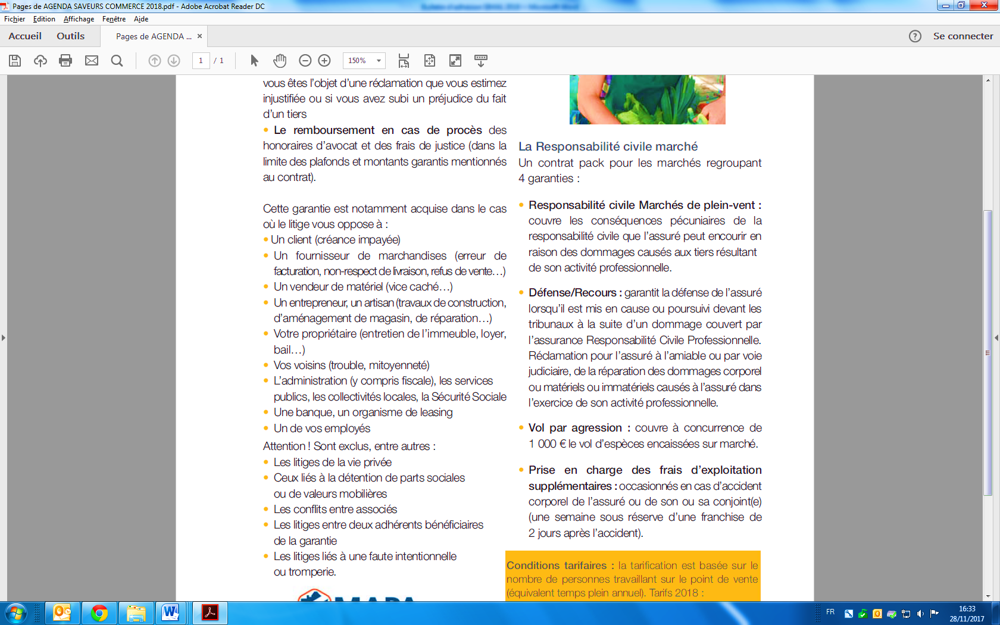 Pages de AGENDA SAVEURS COMMERCE 2018.pdf - Adobe Acrobat Reader DC
Fichier Edition Affichage Fenêtre Aide
Accueil Outils Pages de AGENDA ... × ? Se connecter
1 / 1 150%
vous êtes l'objet d'une réclamation que vous estimez
injustifiée ou si vous avez subi un préjudice du fait
d'un tiers
• Le remboursement en cas de procès des
honoraires d'avocat et des frais de justice (dans la
limite des plafonds et montants garantis mentionnés
au contrat).
Cette garantie est notamment acquise dans le cas
où le litige vous oppose à :
• Un client (créance impayée)
• Un fournisseur de marchandises (erreur de
facturation, non-respect de livraison, refus de vente…)
• Un vendeur de matériel (vice caché…)
• Un entrepreneur, un artisan (travaux de construction,
d'aménagement de magasin, de réparation…)
• Votre propriétaire (entretien de l'immeuble, loyer,
bail…)
• Vos voisins (trouble, mitoyenneté)
• L'administration (y compris fiscale), les services
publics, les collectivités locales, la Sécurité Sociale
• Une banque, un organisme de leasing
• Un de vos employés
Attention ! Sont exclus, entre autres :
• Les litiges de la vie privée
• Ceux liés à la détention de parts sociales
ou de valeurs mobilières
• Les conflits entre associés
• Les litiges entre deux adhérents bénéficiaires
de la garantie
• Les litiges liés à une faute intentionnelle
ou tromperie.
MAPA
La Responsabilité civile marché
Un contrat pack pour les marchés regroupant
4 garanties :
• Responsabilité civile Marchés de plein-vent :
couvre les conséquences pécuniaires de la
responsabilité civile que l'assuré peut encourir en
raison des dommages causés aux tiers résultant
de son activité professionnelle.
• Défense/Recours : garantit la défense de l'assuré
lorsqu'il est mis en cause ou poursuivi devant les
tribunaux à la suite d'un dommage couvert par
l'assurance Responsabilité Civile Professionnelle.
Réclamation pour l'assuré à l'amiable ou par voie
judiciaire, de la réparation des dommages corporel
ou matériels ou immatériels causés à l'assuré dans
l'exercice de son activité professionnelle.
• Vol par agression : couvre à concurrence de
1 000 € le vol d'espèces encaissées sur marché.
• Prise en charge des frais d'exploitation
supplémentaires : occasionnés en cas d'accident
corporel de l'assuré ou de son ou sa conjoint(e)
(une semaine sous réserve d'une franchise de
2 jours après l'accident).
Conditions tarifaires : la tarification est basée sur le
nombre de personnes travaillant sur le point de vente
(équivalent temps plein annuel). Tarifs 2018 :
FR 16:33
28/11/2017